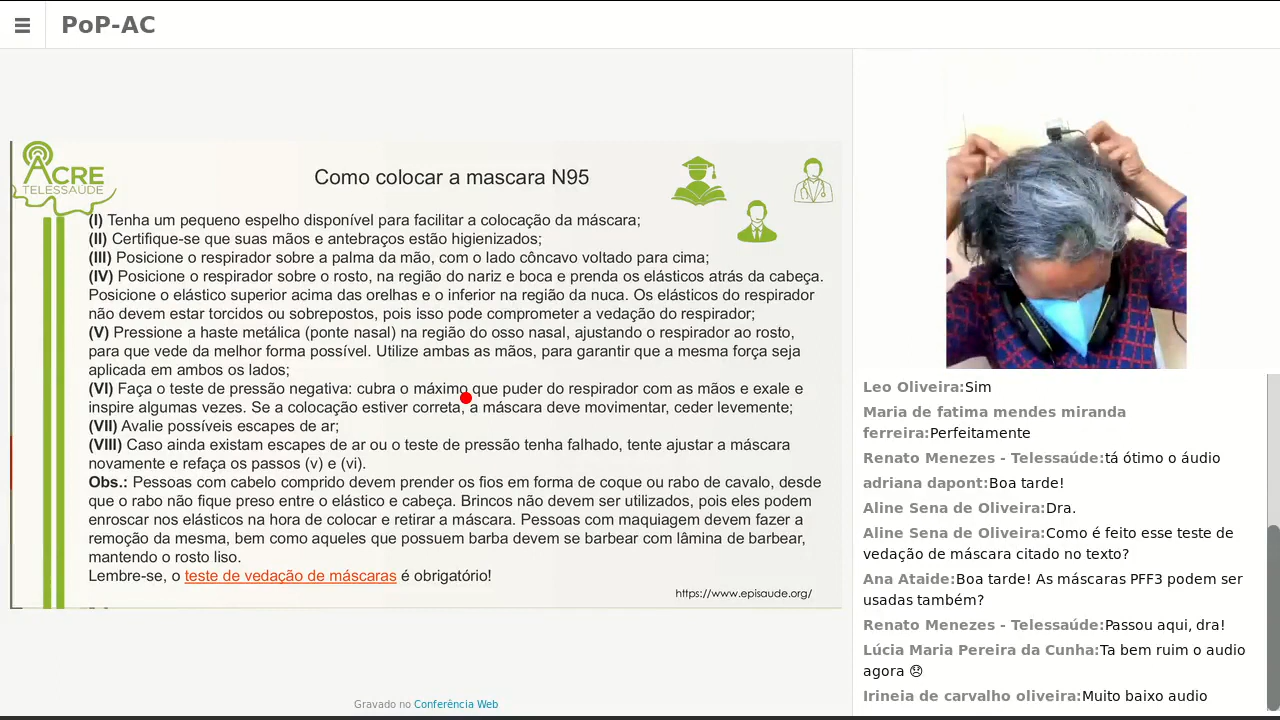 PoP-AC
ACRE
TELESSAÚDE
Como colocar a mascara N95
(I) Tenha um pequeno espelho disponível para facilitar a colocação da máscara;
(II) Certifique-se que suas mãos e antebraços estão higienizados;
(III) Posicione o respirador sobre a palma da mão, com o lado côncavo voltado para cima;
(IV) Posicione o respirador sobre o rosto, na região do nariz e boca e prenda os elásticos atrás da cabeça.
Posicione o elástico superior acima das orelhas e o inferior na região da nuca. Os elásticos do respirador
não devem estar torcidos ou sobrepostos, pois isso pode comprometer a vedação do respirador;
(V) Pressione a haste metálica (ponte nasal) na região do osso nasal, ajustando o respirador ao rosto,
para que vede da melhor forma possível. Utilize ambas as mãos, para garantir que a mesma força seja
aplicada em ambos os lados;
(VI) Faça o teste de pressão negativa: cubra o máximo que puder do respirador com as mãos e exale e
inspire algumas vezes. Se a colocação estiver correta, a máscara deve movimentar, ceder levemente;
(VII) Avalie possíveis escapes de ar;
(VIII) Caso ainda existam escapes de ar ou o teste de pressão tenha falhado, tente ajustar a máscara
novamente e refaça os passos (v) e (vi).
Obs.: Pessoas com cabelo comprido devem prender os fios em forma de coque ou rabo de cavalo, desde
que o rabo não fique preso entre o elástico e cabeça. Brincos não devem ser utilizados, pois eles podem
enroscar nos elásticos na hora de colocar e retirar a máscara. Pessoas com maquiagem devem fazer a
remoção da mesma, bem como aqueles que possuem barba devem se barbear com lâmina de barbear,
mantendo o rosto liso.
Lembre-se, o teste de vedação de máscaras é obrigatório!
https://www.episaude.org/
Gravado no Conferência Web
Leo Oliveira:Sim
Maria de fatima mendes miranda
ferreira:Perfeitamente
Renato Menezes - Telessaúde:tá ótimo o áudio
adriana dapont:Boa tarde!
Aline Sena de Oliveira:Dra.
Aline Sena de Oliveira:Como é feito esse teste de
vedação de máscara citado no texto?
Ana Ataide:Boa tarde! As máscaras PFF3 podem ser
usadas também?
Renato Menezes - Telessaúde:Passou aqui, dra!
Lúcia Maria Pereira da Cunha:Ta bem ruim o audio
agora 😞
Irineia de carvalho oliveira:Muito baixo audio